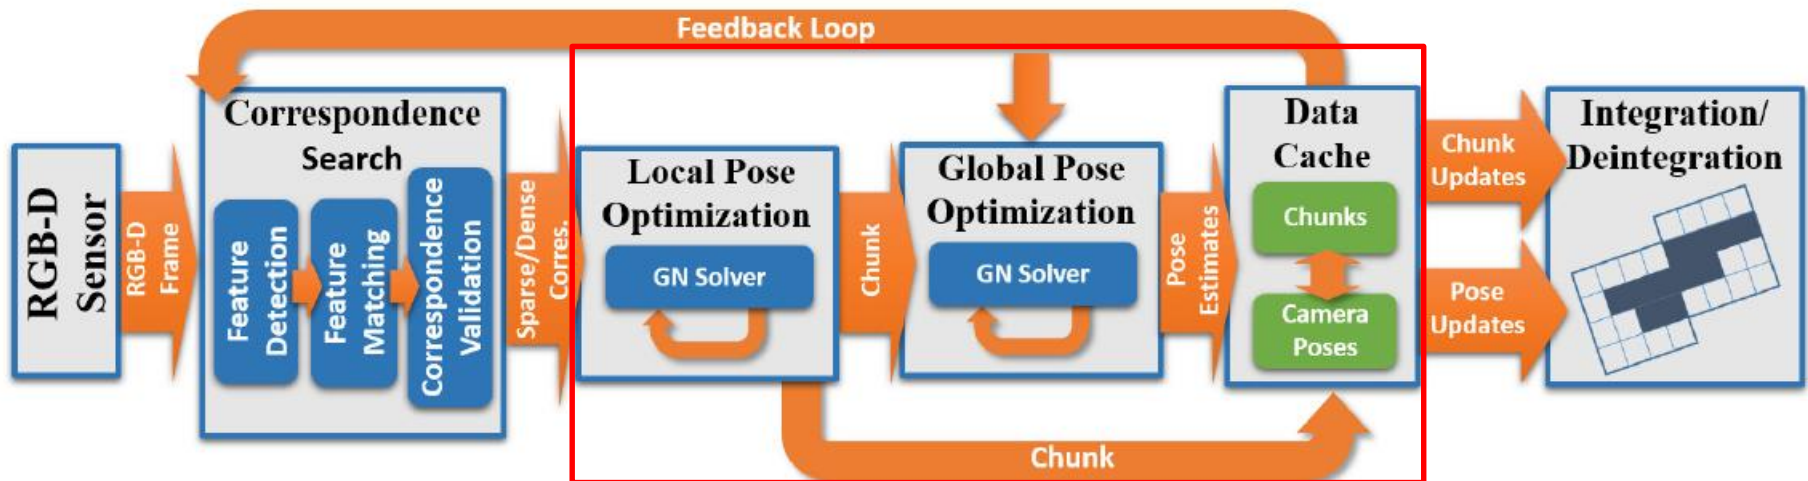 Feedback Loop
RGB-D
Sensor
RGB-D
Frame
Correspondence
Search
Feature
Detection
Feature
Matching
Correspondence
Validation
Sparse/Dense
Corres.
Local Pose
Optimization
GN Solver
Chunk
Global Pose
Optimization
GN Solver
Pose
Estimates
Data
Cache
Chunks
Camera
Poses
Chunk
Updates
Pose
Updates
Integration/
Deintegration
Chunk